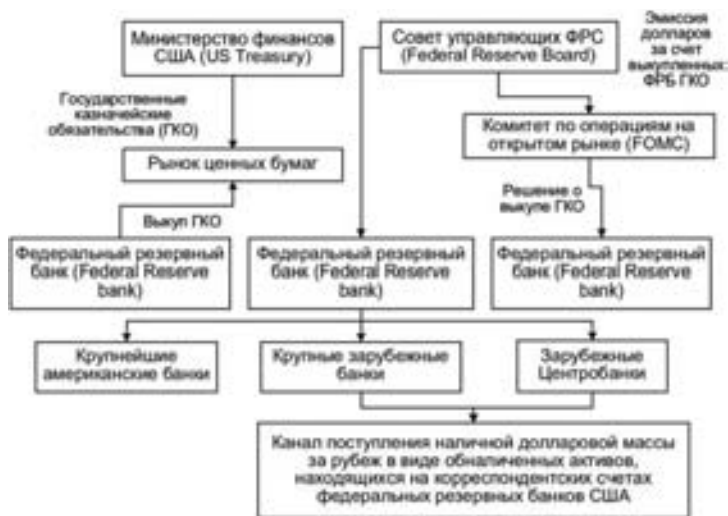 Министерство финансов
США (US Treasury)
Совет управляющих ФРС
(Federal Reserve Board)
Эмиссия
долларов
за счет
выкупленных
ФРБ ГКО
Государственные
казначейские
обязательства (ГКО)
Комитет по операциям на
открытом рынке (FOMC)
Рынок ценных бумаг
Решение о
выкупе ГКО
Выкуп ГКО
Федеральный резервный
банк (Federal Reserve
bank)
Федеральный резервный
банк (Federal Reserve
bank)
Федеральный резервный
банк (Federal Reserve
bank)
Крупнейшие
американские банки
Крупные зарубежные
банки
Зарубежные
Центробанки
Канал поступления наличной долларовой массы
за рубеж в виде обналиченных активов,
находящихся на корреспондентских счетах
федеральных резервных банков США